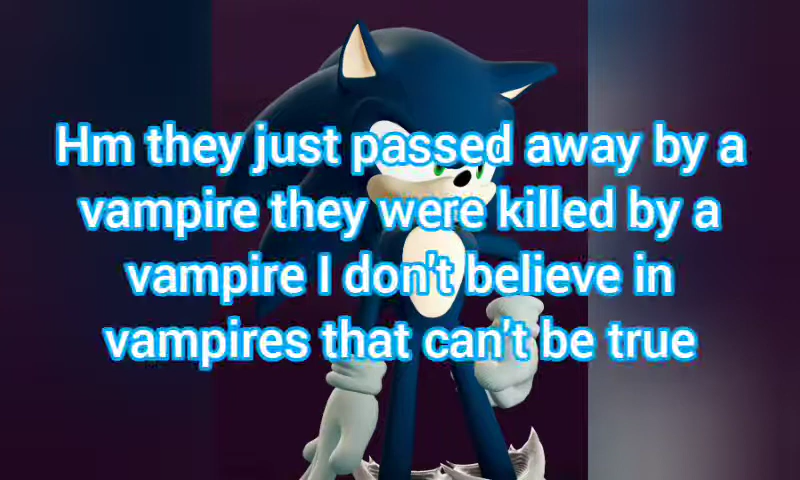 Hm they just passed away by a
vampire they were killed by a
vampire I don't believe in
vampires that can't be true